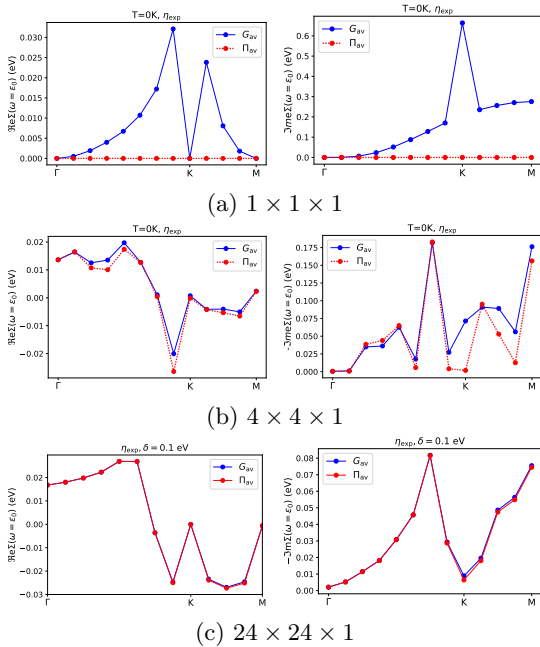 T=0K, η_exp
ℜeΣ(ω = ε₀) (eV)
0.030
0.025
0.020
0.015
0.010
0.005
0.000
G_av
Π_av
Γ
K
M
T=0K, η_exp
ℑmeΣ(ω = ε₀) (eV)
0.6
0.5
0.4
0.3
0.2
0.1
0.0
G_av
Π_av
Γ
K
M
(a) 1 × 1 × 1
T=0K, η_exp
ℜeΣ(ω = ε₀) (eV)
0.02
0.01
0.00
−0.01
−0.02
G_av
Π_av
Γ
K
M
T=0K, η_exp
-ℑmeΣ(ω = ε₀) (eV)
0.175
0.150
0.125
0.100
0.075
0.050
0.025
0.000
G_av
Π_av
Γ
K
M
(b) 4 × 4 × 1
η_exp, δ = 0.1 eV
ℜeΣ(ω = ε₀) (eV)
0.02
0.01
0.00
−0.01
−0.02
−0.03
G_av
Π_av
Γ
K
M
η_exp, δ = 0.1 eV
−ℑmΣ(ω = ε₀) (eV)
0.08
0.07
0.06
0.05
0.04
0.03
0.02
0.01
0.00
G_av
Π_av
Γ
K
M
(c) 24 × 24 × 1